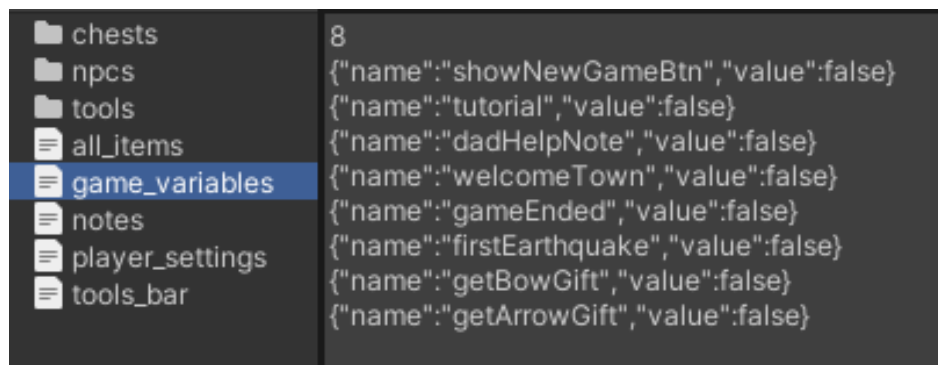 chests
npcs
tools
all_items
game_variables
notes
player_settings
tools_bar
8
{"name":"showNewGameBtn","value":false}
{"name":"tutorial","value":false}
{"name":"dadHelpNote","value":false}
{"name":"welcomeTown","value":false}
{"name":"gameEnded","value":false}
{"name":"firstEarthquake","value":false}
{"name":"getBowGift","value":false}
{"name":"getArrowGift","value":false}